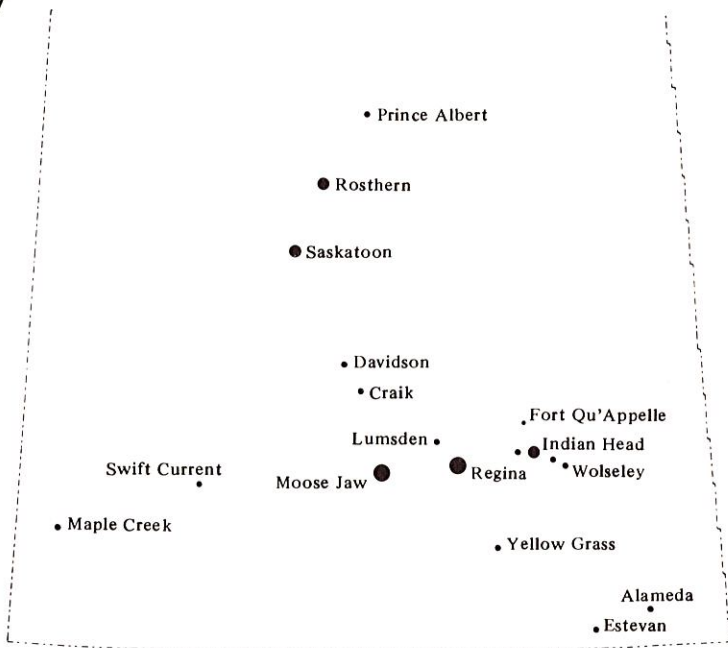 Prince Albert
Rosthern
Saskatoon
Davidson
Craik
Fort Qu'Appelle
Lumsden
Indian Head
Swift Current
Moose Jaw
Regina
Wolseley
Maple Creek
Yellow Grass
Alameda
Estevan